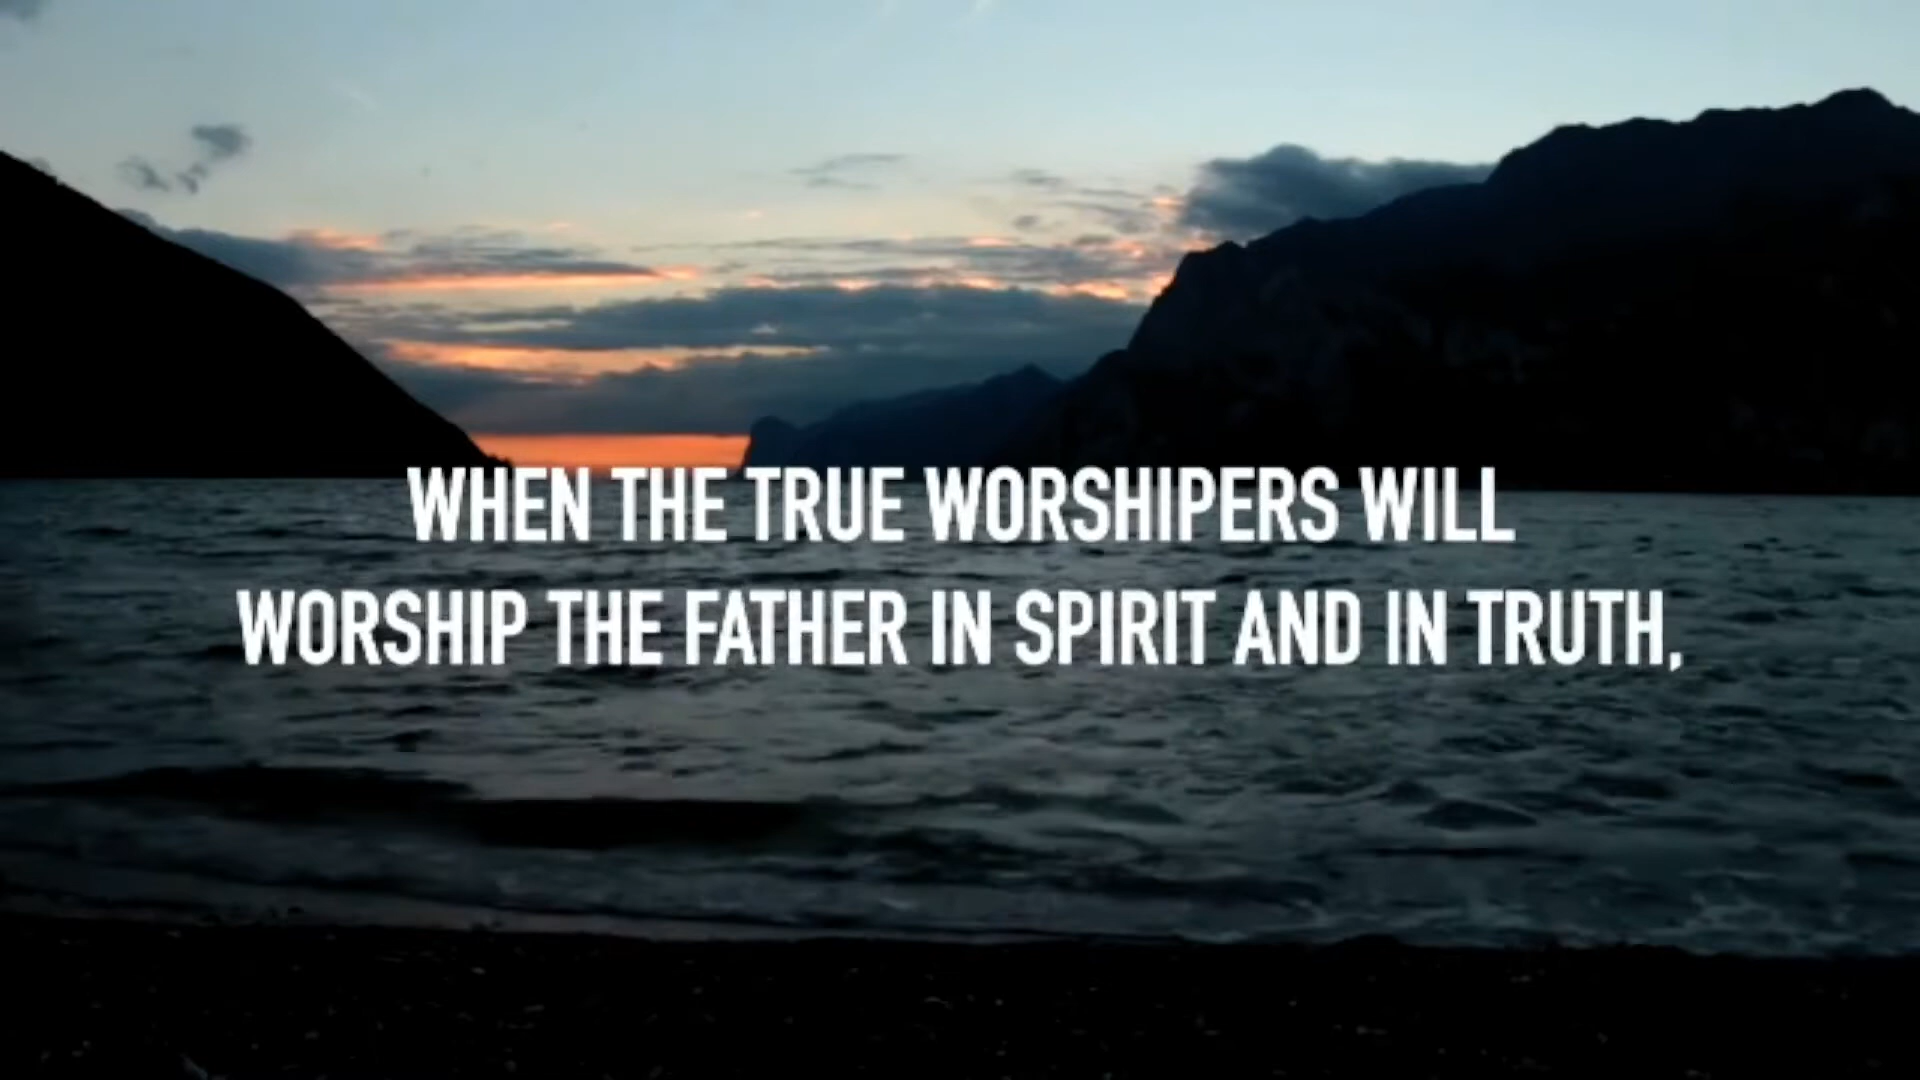 WHEN THE TRUE WORSHIPERS WILL
WORSHIP THE FATHER IN SPIRIT AND IN TRUTH,